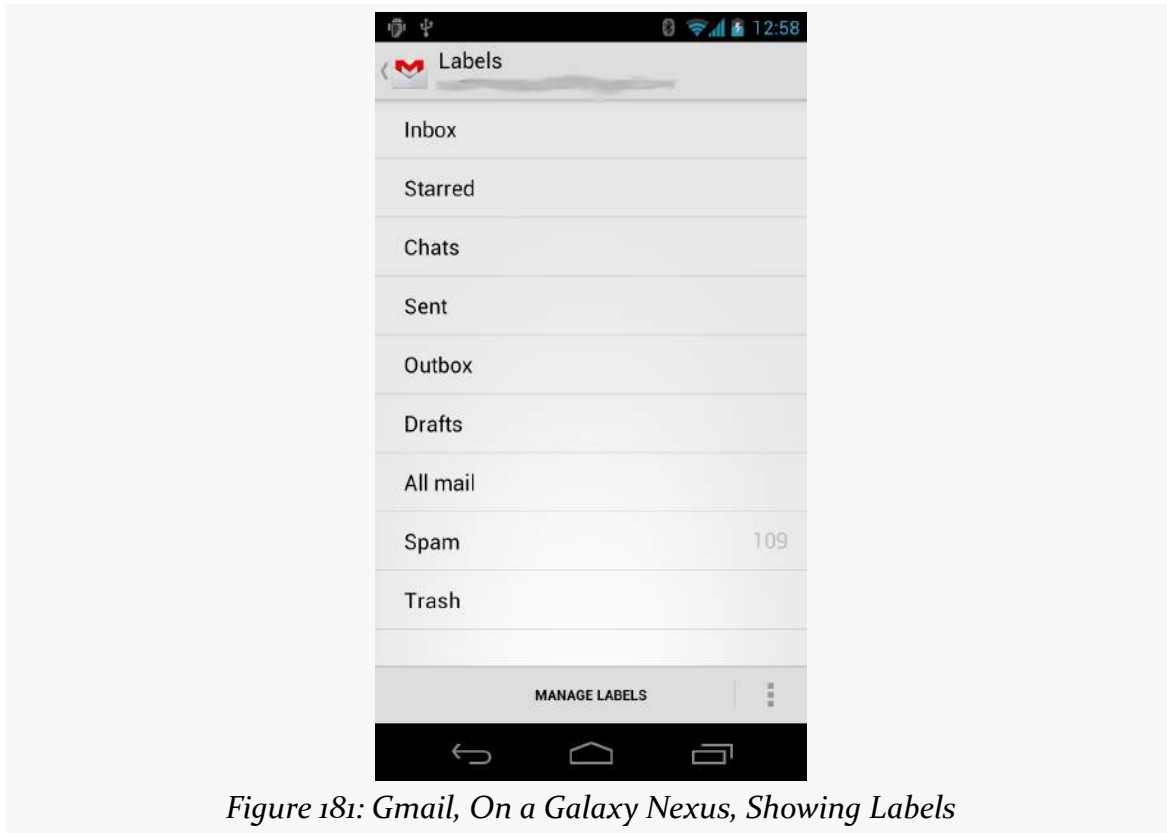 12:58
Labels
Inbox
Starred
Chats
Sent
Outbox
Drafts
All mail
Spam 109
Trash
MANAGE LABELS
Figure 181: Gmail, On a Galaxy Nexus, Showing Labels